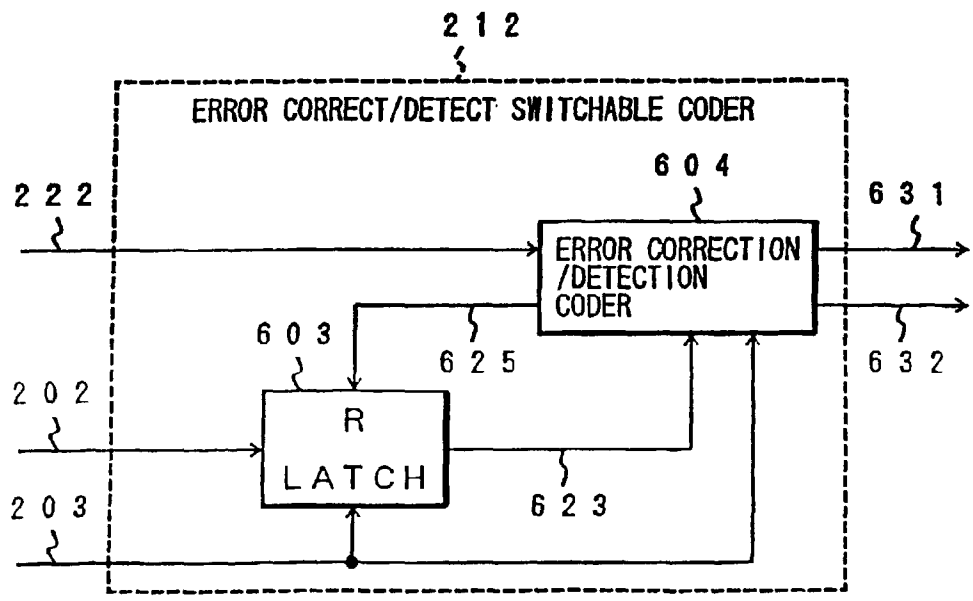 212
ERROR CORRECT/DETECT SWITCHABLE CODER
604
222
631
ERROR CORRECTION
/DETECTION
CODER
603
625
632
202
R
LATCH
623
203